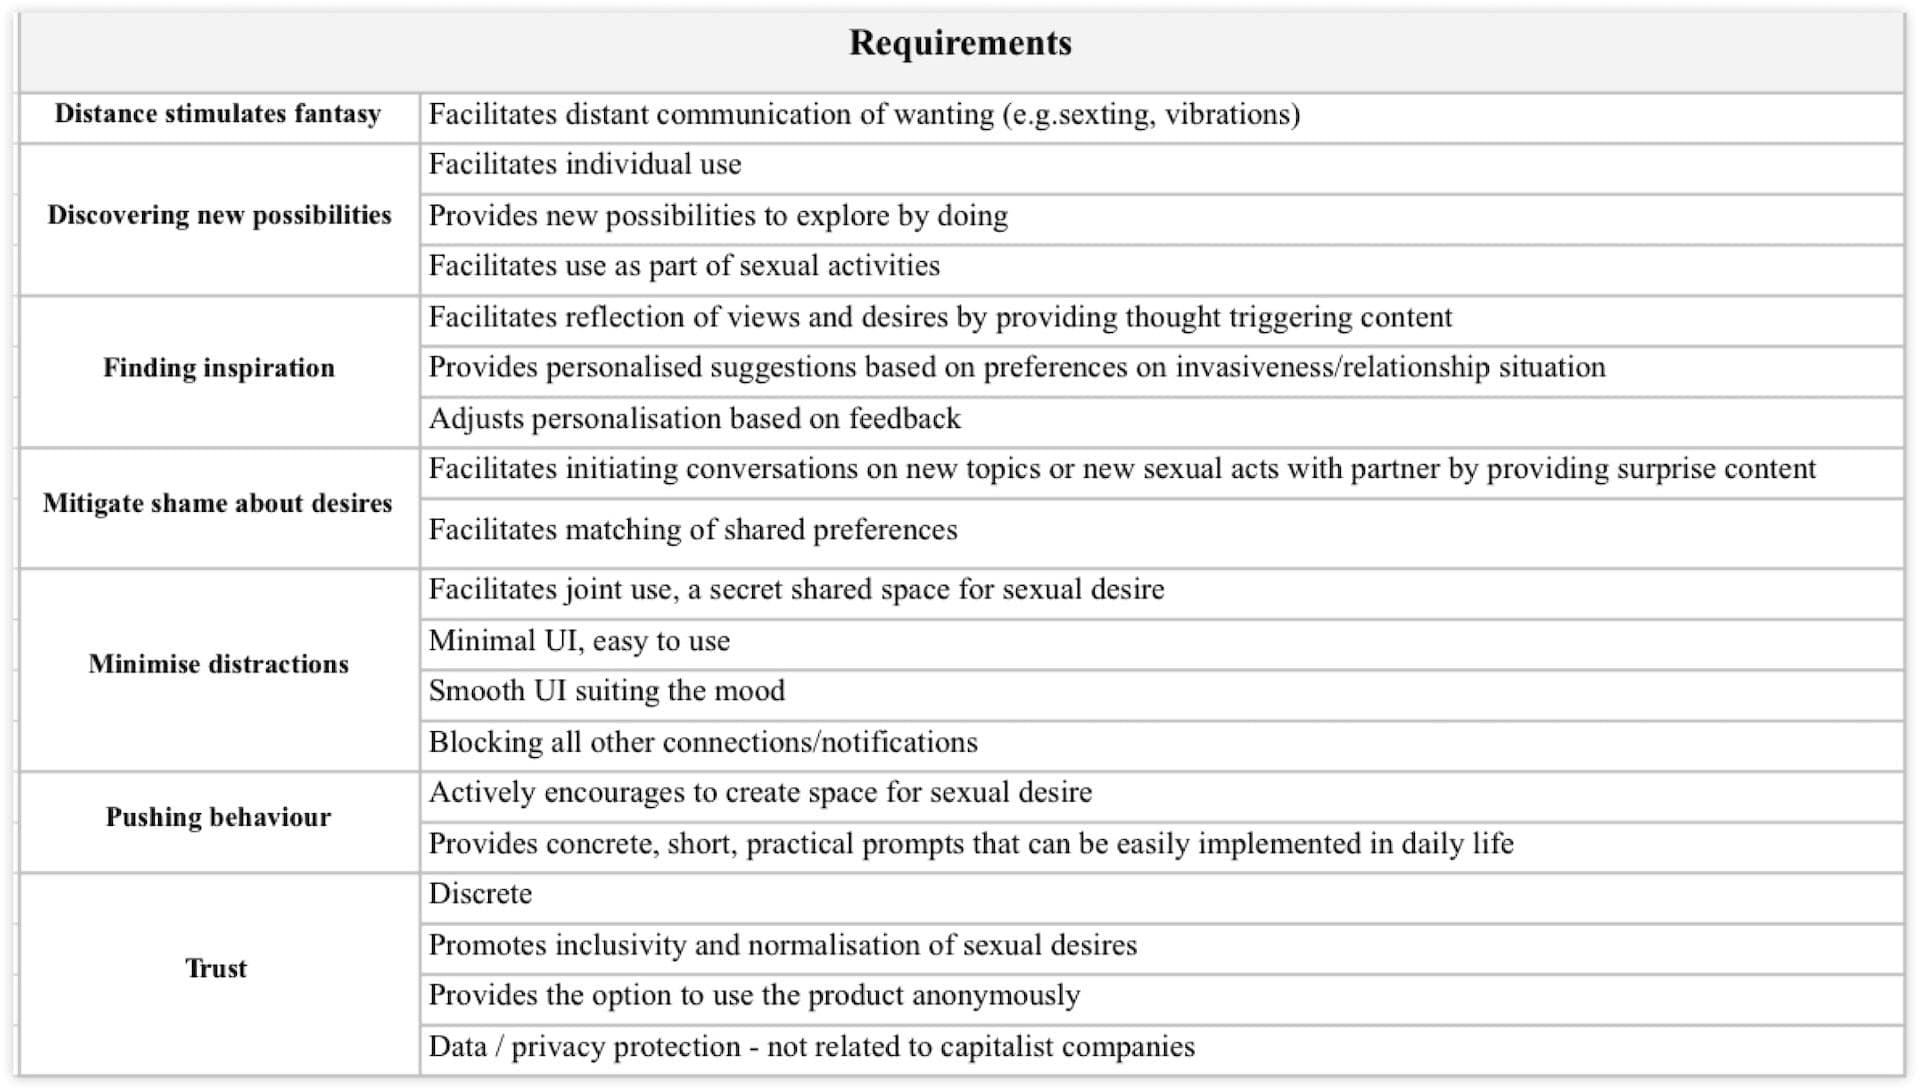 Requirements
Distance stimulates fantasy
Facilitates distant communication of wanting (e.g.sexting, vibrations)
Discovering new possibilities
Facilitates individual use
Provides new possibilities to explore by doing
Facilitates use as part of sexual activities
Finding inspiration
Facilitates reflection of views and desires by providing thought triggering content
Provides personalised suggestions based on preferences on invasiveness/relationship situation
Adjusts personalisation based on feedback
Mitigate shame about desires
Facilitates initiating conversations on new topics or new sexual acts with partner by providing surprise content
Facilitates matching of shared preferences
Minimise distractions
Facilitates joint use, a secret shared space for sexual desire
Minimal UI, easy to use
Smooth UI suiting the mood
Blocking all other connections/notifications
Pushing behaviour
Actively encourages to create space for sexual desire
Provides concrete, short, practical prompts that can be easily implemented in daily life
Trust
Discrete
Promotes inclusivity and normalisation of sexual desires
Provides the option to use the product anonymously
Data / privacy protection - not related to capitalist companies